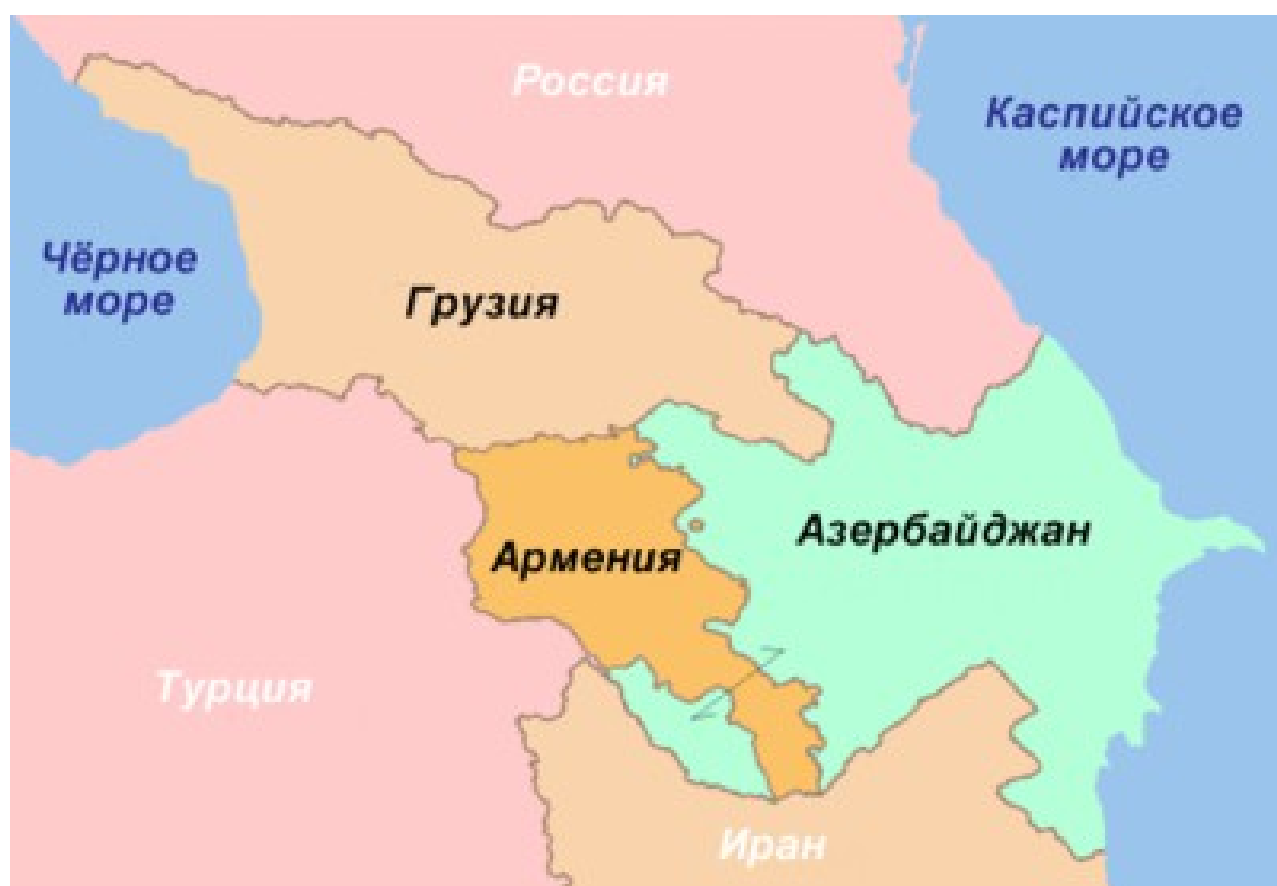 Россия
Каспийское
море
Чёрное
море
Грузия
Азербайджан
Армения
Турция
Иран